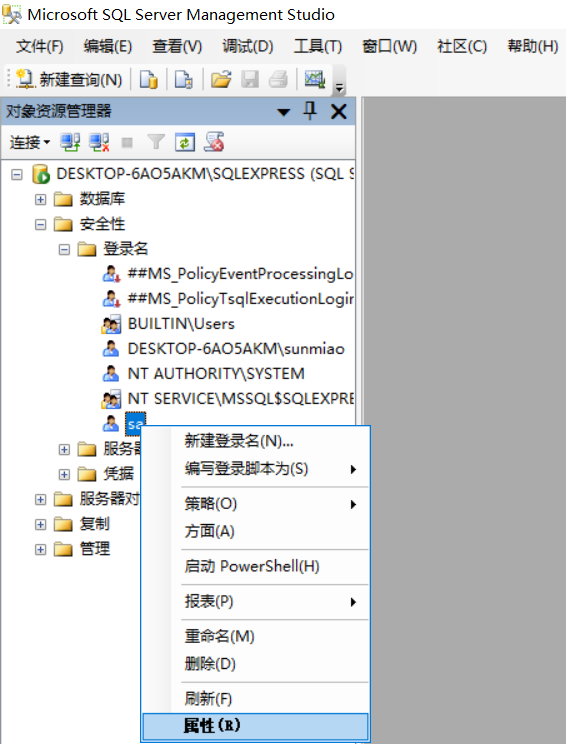 Microsoft SQL Server Management Studio
文件(F) 编辑(E) 查看(V) 调试(D) 工具(T) 窗口(W) 社区(C) 帮助(H)
新建查询(N)
对象资源管理器
连接
DESKTOP-6AO5AKM\SQLEXPRESS (SQL S
数据库
安全性
登录名
##MS_PolicyEventProcessingLo
##MS_PolicyTsqlExecutionLogin
BUILTIN\Users
DESKTOP-6AO5AKM\sunmiao
NT AUTHORITY\SYSTEM
NT SERVICE\MSSQL$SQLEXPRE
sa
服务器
凭据
服务器对
复制
管理
新建登录名(N)...
编写登录脚本为(S)
策略(O)
方面(A)
启动 PowerShell(H)
报表(P)
重命名(M)
删除(D)
刷新(F)
属性(R)